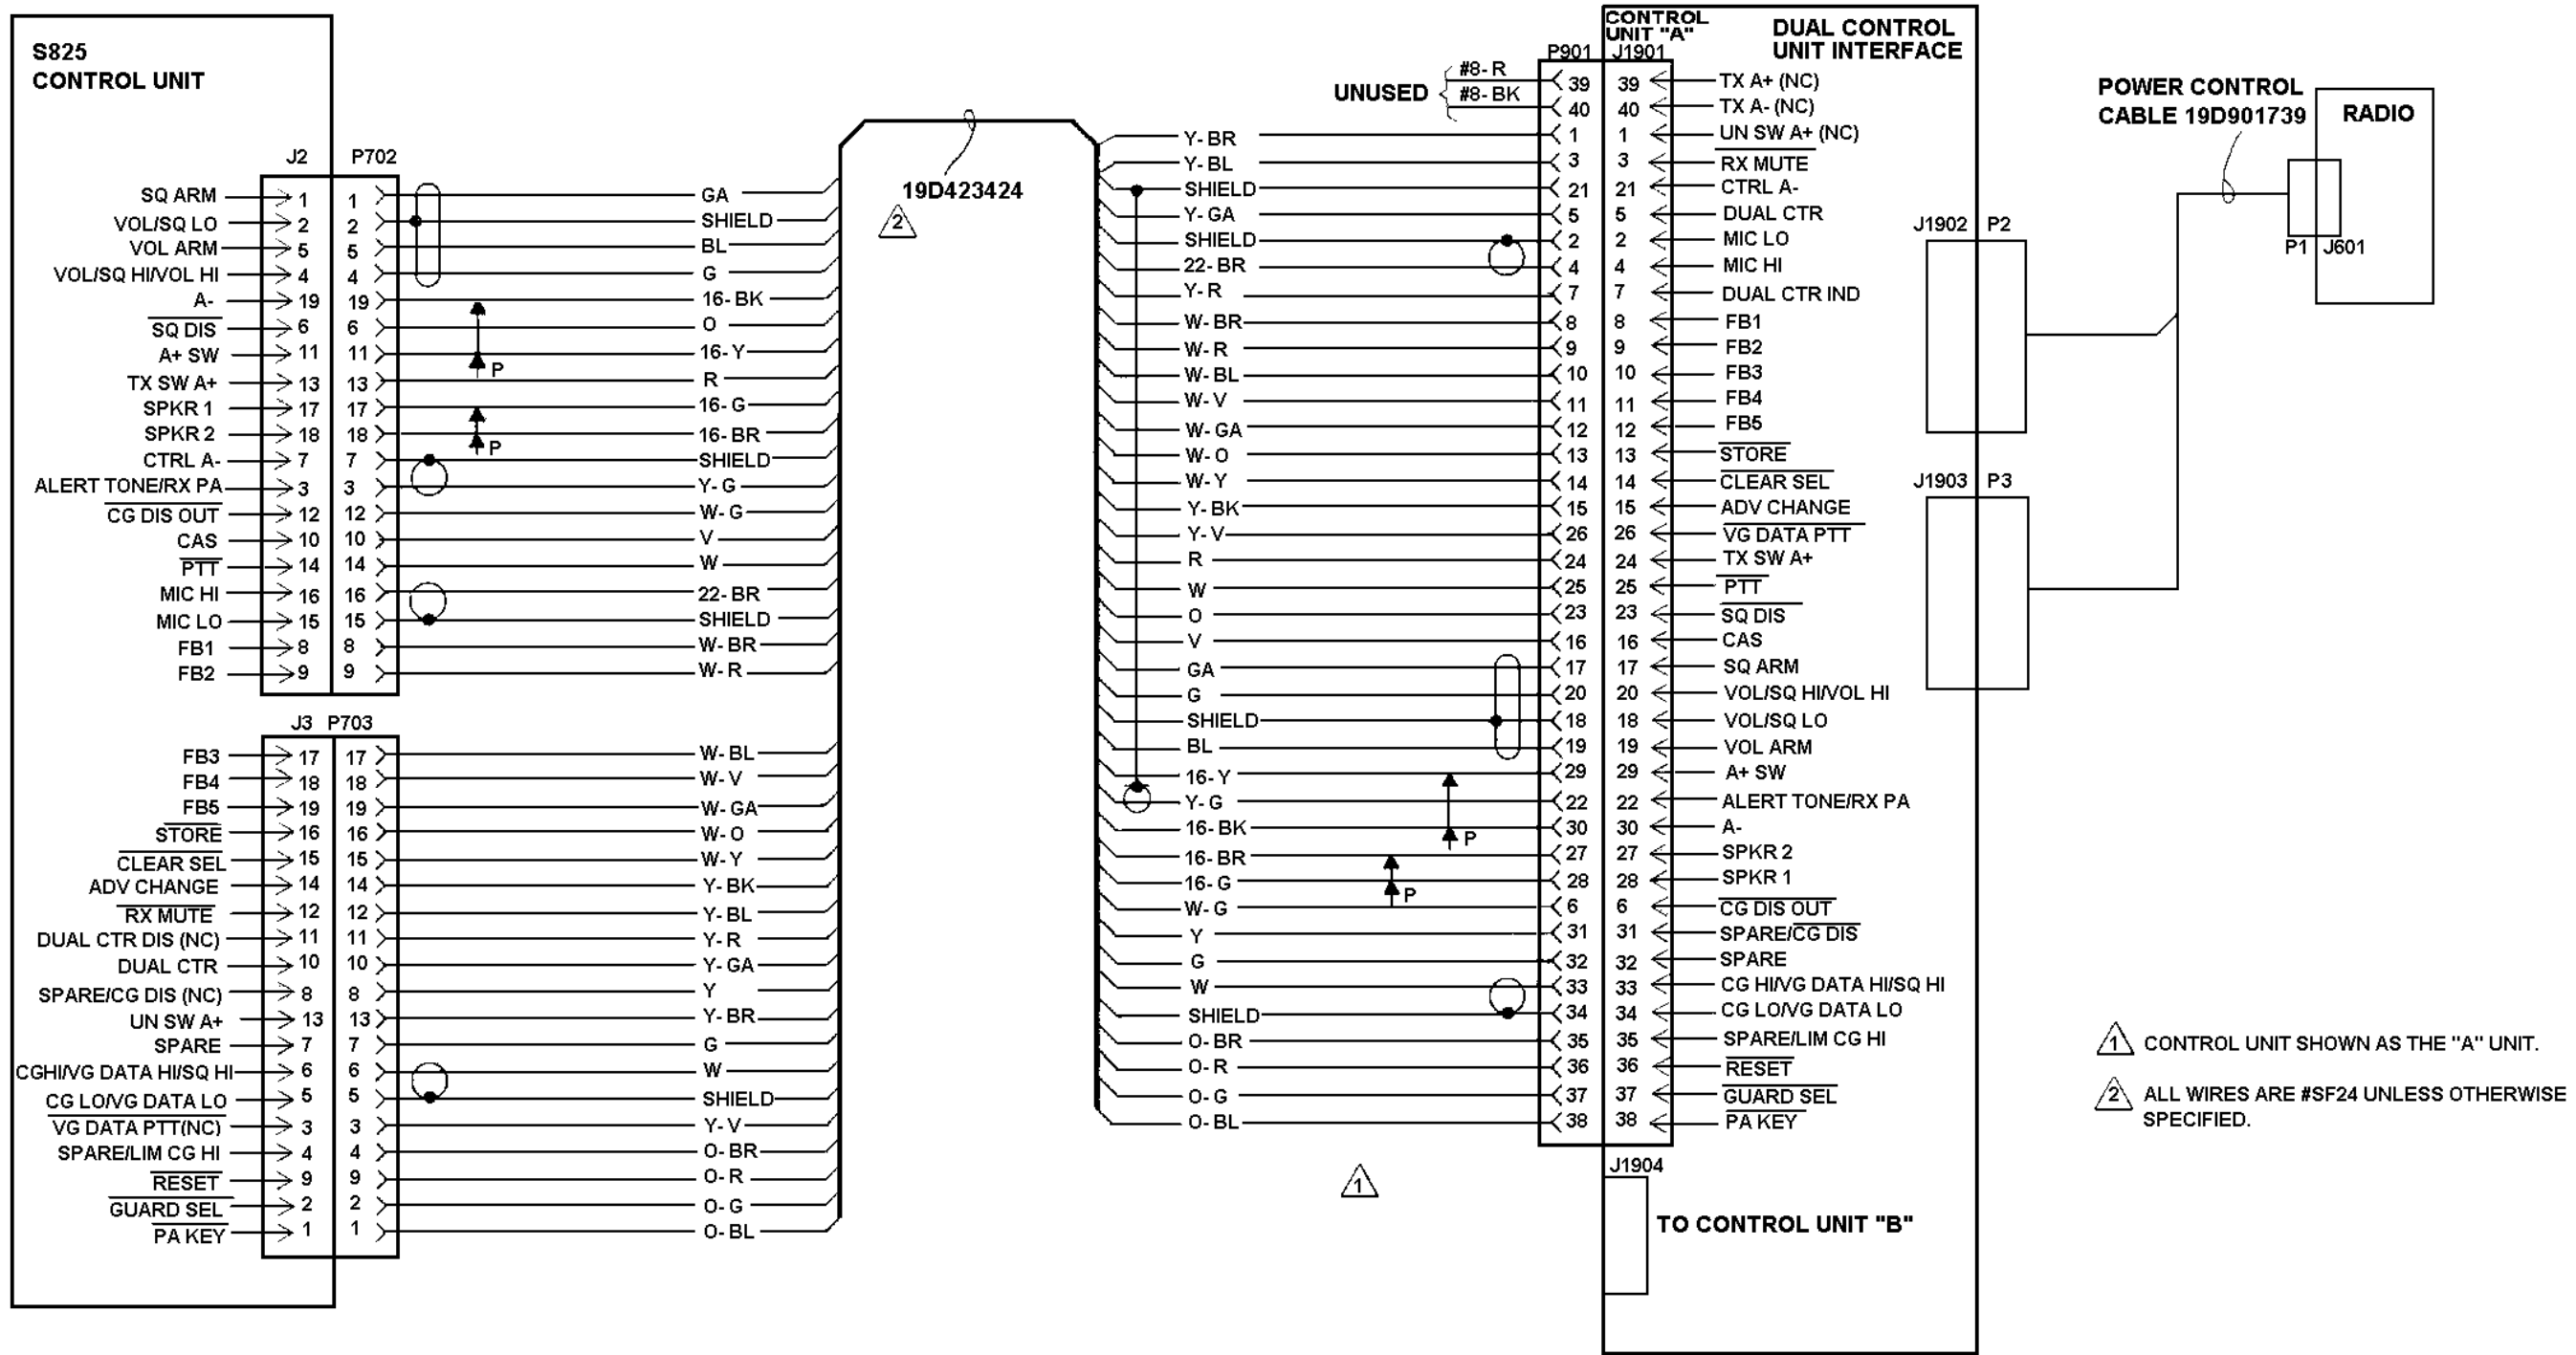 S825
CONTROL UNIT
J2 P702
SQ ARM 1 1 GA
VOL/SQ LO 2 2 SHIELD
VOL ARM 5 5 BL
VOL/SQ HI/VOL HI 4 4 G
A- 19 19 16-BK
SQ DIS 6 6 O
A+ SW 11 11 16-Y
P
TX SW A+ 13 13 R
SPKR 1 17 17 16-G
SPKR 2 18 18 16-BR
P
CTRL A- 7 7 SHIELD
ALERT TONE/RX PA 3 3 Y-G
CG DIS OUT 12 12 W-G
CAS 10 10 V
PTT 14 14 W
MIC HI 16 16 22-BR
MIC LO 15 15 SHIELD
FB1 8 8 W-BR
FB2 9 9 W-R
J3 P703
FB3 17 17 W-BL
FB4 18 18 W-V
FB5 19 19 W-GA
STORE 16 16 W-O
CLEAR SEL 15 15 W-Y
ADV CHANGE 14 14 Y-BK
RX MUTE 12 12 Y-BL
DUAL CTR DIS (NC) 11 11 Y-R
DUAL CTR 10 10 Y-GA
SPARE/CG DIS (NC) 8 8 Y
UN SW A+ 13 13 Y-BR
SPARE 7 7 G
CGHI/VG DATA HI/SQ HI 6 6 W
CG LO/VG DATA LO 5 5 SHIELD
VG DATA PTT(NC) 3 3 Y-V
SPARE/LIM CG HI 4 4 O-BR
RESET 9 9 O-R
GUARD SEL 2 2 O-G
PA KEY 1 1 O-BL
19D423424
2
CONTROL
UNIT "A"
DUAL CONTROL
UNIT INTERFACE
P901 J1901
UNUSED
#8-R 39 39 TX A+ (NC)
#8-BK 40 40 TX A- (NC)
Y-BR 1 1 UN SW A+ (NC)
Y-BL 3 3 RX MUTE
SHIELD 21 21 CTRL A-
Y-GA 5 5 DUAL CTR
SHIELD 2 2 MIC LO
22-BR 4 4 MIC HI
Y-R 7 7 DUAL CTR IND
W-BR 8 8 FB1
W-R 9 9 FB2
W-BL 10 10 FB3
W-V 11 11 FB4
W-GA 12 12 FB5
W-O 13 13 STORE
W-Y 14 14 CLEAR SEL
Y-BK 15 15 ADV CHANGE
Y-V 26 26 VG DATA PTT
R 24 24 TX SW A+
W 25 25 PTT
O 23 23 SQ DIS
V 16 16 CAS
GA 17 17 SQ ARM
G 20 20 VOL/SQ HI/VOL HI
SHIELD 18 18 VOL/SQ LO
BL 19 19 VOL ARM
16-Y 29 29 A+ SW
Y-G 22 22 ALERT TONE/RX PA
16-BK 30 30 A-
P
16-BR 27 27 SPKR 2
16-G 28 28 SPKR 1
P
W-G 6 6 CG DIS OUT
Y 31 31 SPARE/CG DIS
G 32 32 SPARE
W 33 33 CG HI/VG DATA HI/SQ HI
SHIELD 34 34 CG LO/VG DATA LO
O-BR 35 35 SPARE/LIM CG HI
O-R 36 36 RESET
O-G 37 37 GUARD SEL
O-BL 38 38 PA KEY
1
J1904
TO CONTROL UNIT "B"
J1902 P2
J1903 P3
POWER CONTROL
CABLE 19D901739
RADIO
P1 J601
1 CONTROL UNIT SHOWN AS THE "A" UNIT.
2 ALL WIRES ARE #SF24 UNLESS OTHERWISE
SPECIFIED.